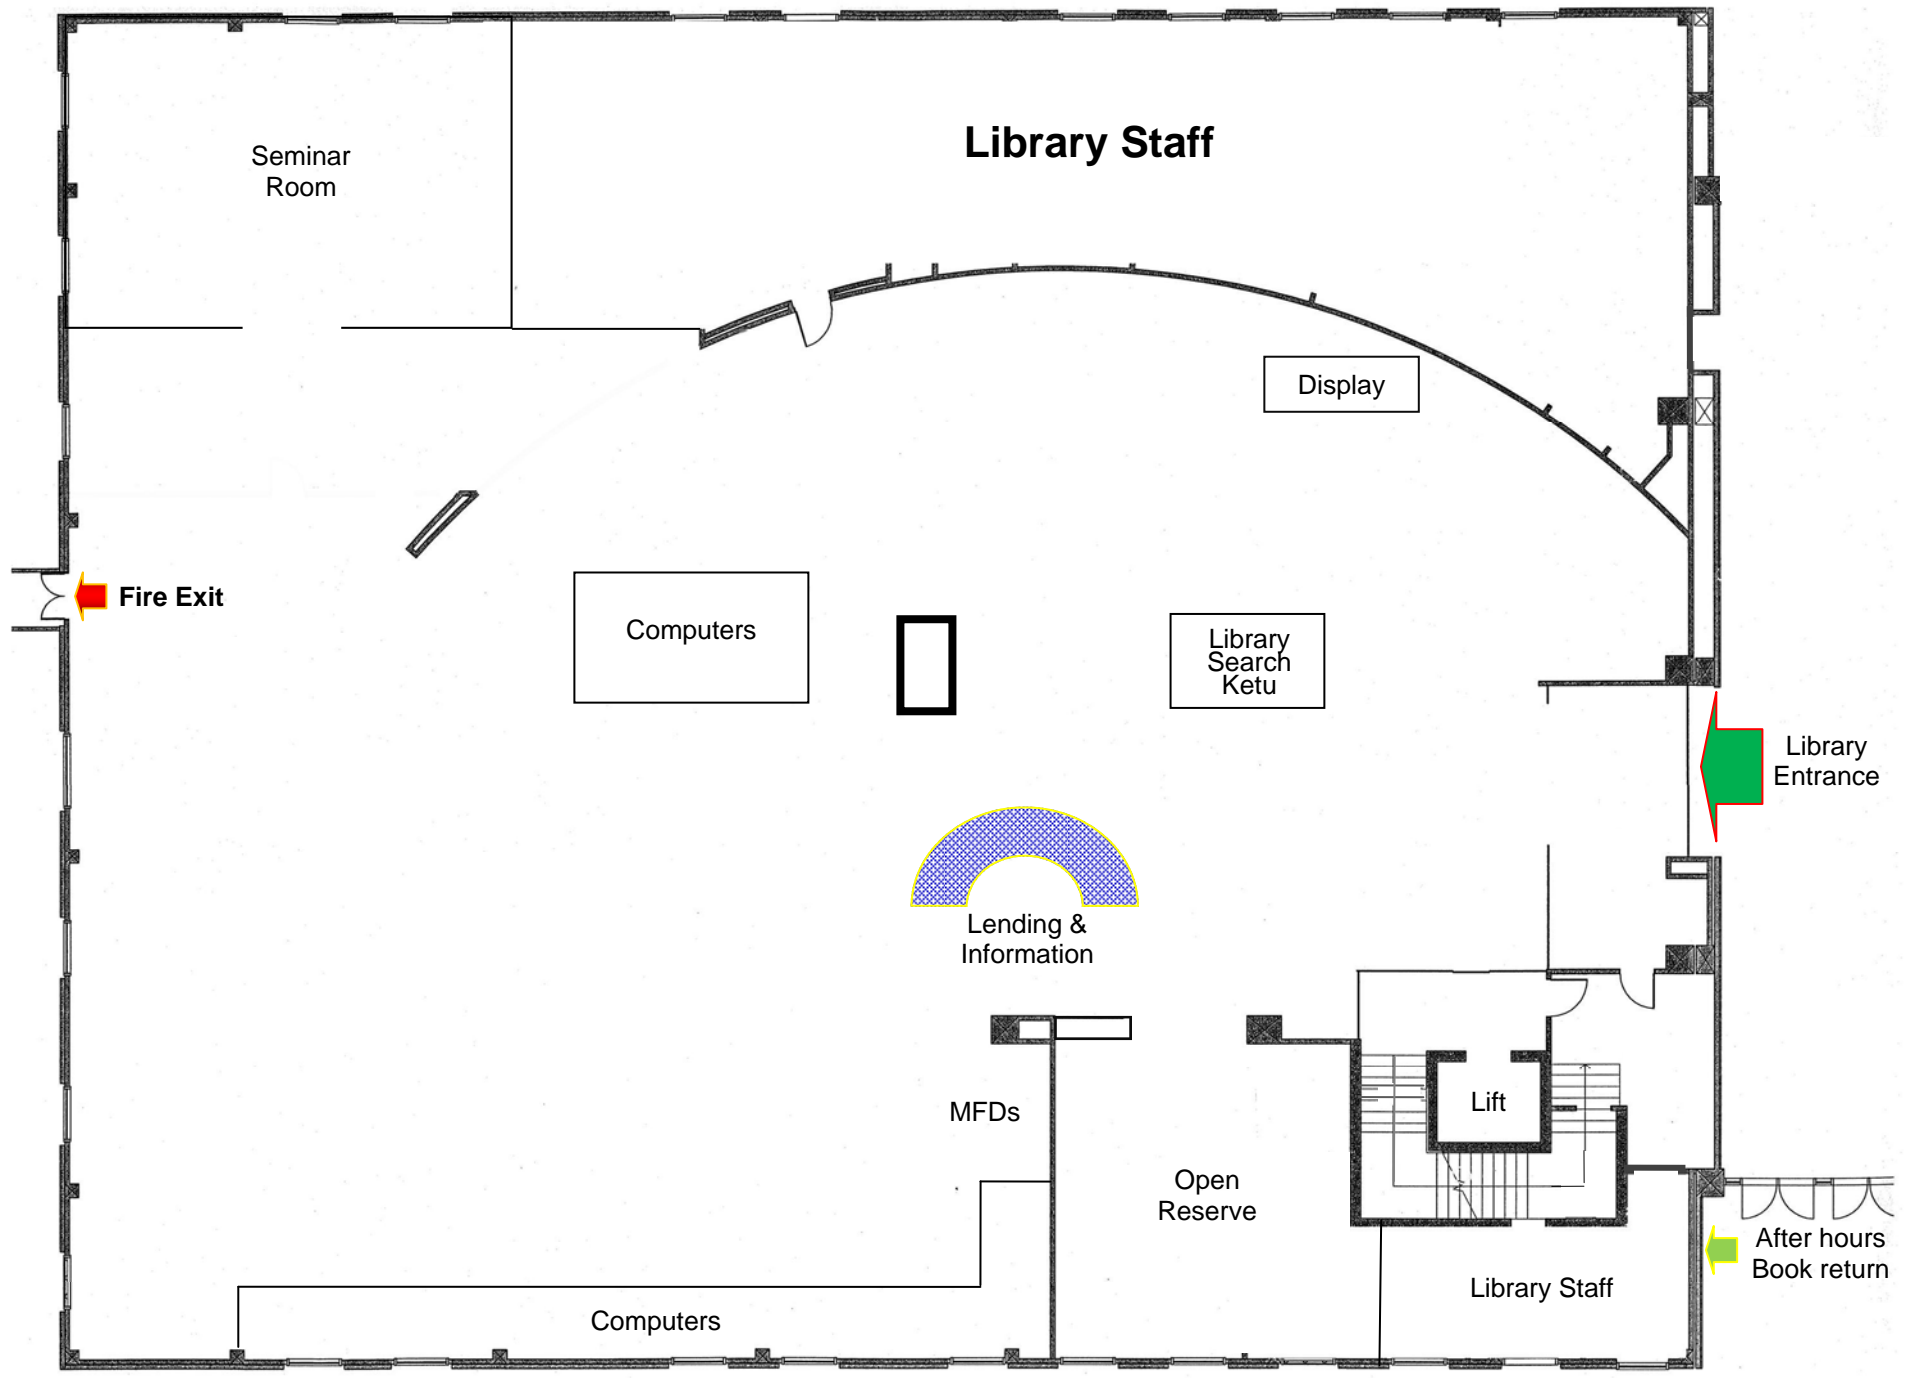 Library Staff
Seminar
Room
Display
Fire Exit
Computers
Library
Search
Ketu
Library
Entrance
Lending &
Information
MFDs
Lift
Open
Reserve
After hours
Book return
Library Staff
Computers